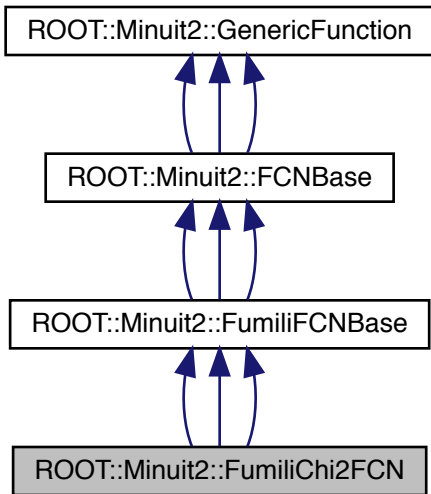 ROOT::Minuit2::GenericFunction
ROOT::Minuit2::FCNBase
ROOT::Minuit2::FumiliFCNBase
ROOT::Minuit2::FumiliChi2FCN